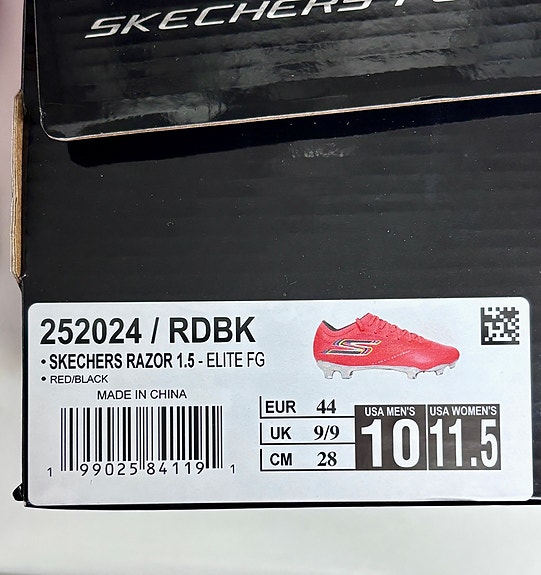 SKECHERS
252024 / RDBK
• SKECHERS RAZOR 1.5 - ELITE FG
• RED/BLACK
MADE IN CHINA
1 99025 84119 1
EUR 44
UK 9/9
CM 28
USA MEN'S
10
USA WOMEN'S
11.5